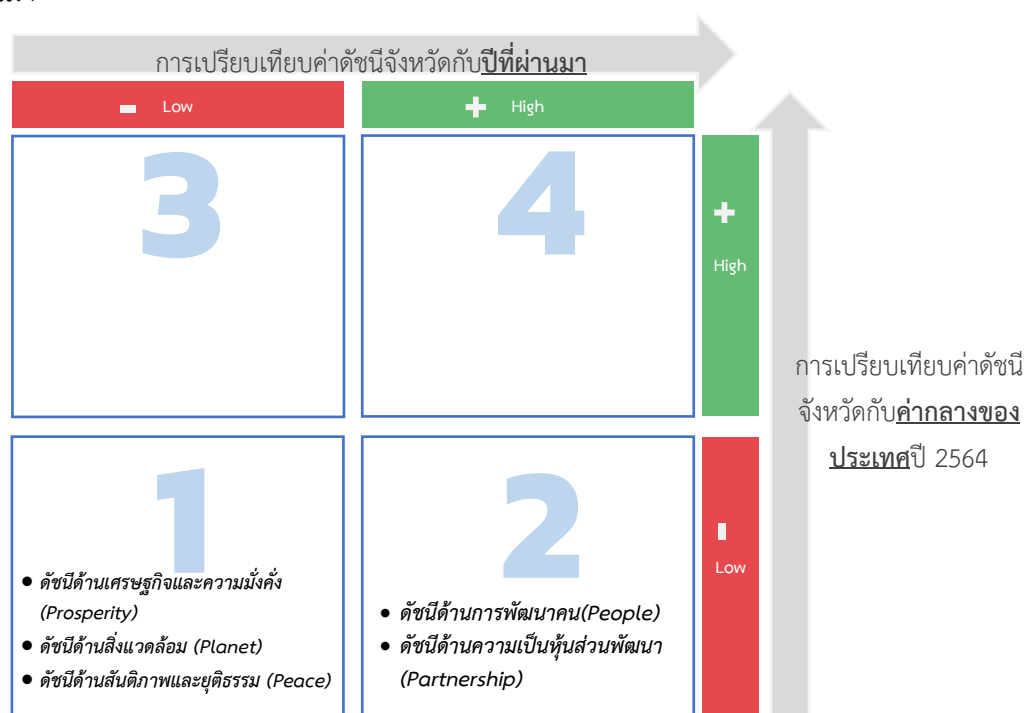 การเปรียบเทียบค่าดัชนีจังหวัดกับปีที่ผ่านมา
- Low
+ High
3
4
+
High
การเปรียบเทียบค่าดัชนี
จังหวัดกับค่ากลางของ
ประเทศปี 2564
1
● ดัชนีด้านเศรษฐกิจและความมั่งคั่ง
(Prosperity)
● ดัชนีด้านสิ่งแวดล้อม (Planet)
● ดัชนีด้านสันติภาพและยุติธรรม (Peace)
2
● ดัชนีด้านการพัฒนาคน(People)
● ดัชนีด้านความเป็นหุ้นส่วนพัฒนา
(Partnership)
-
Low